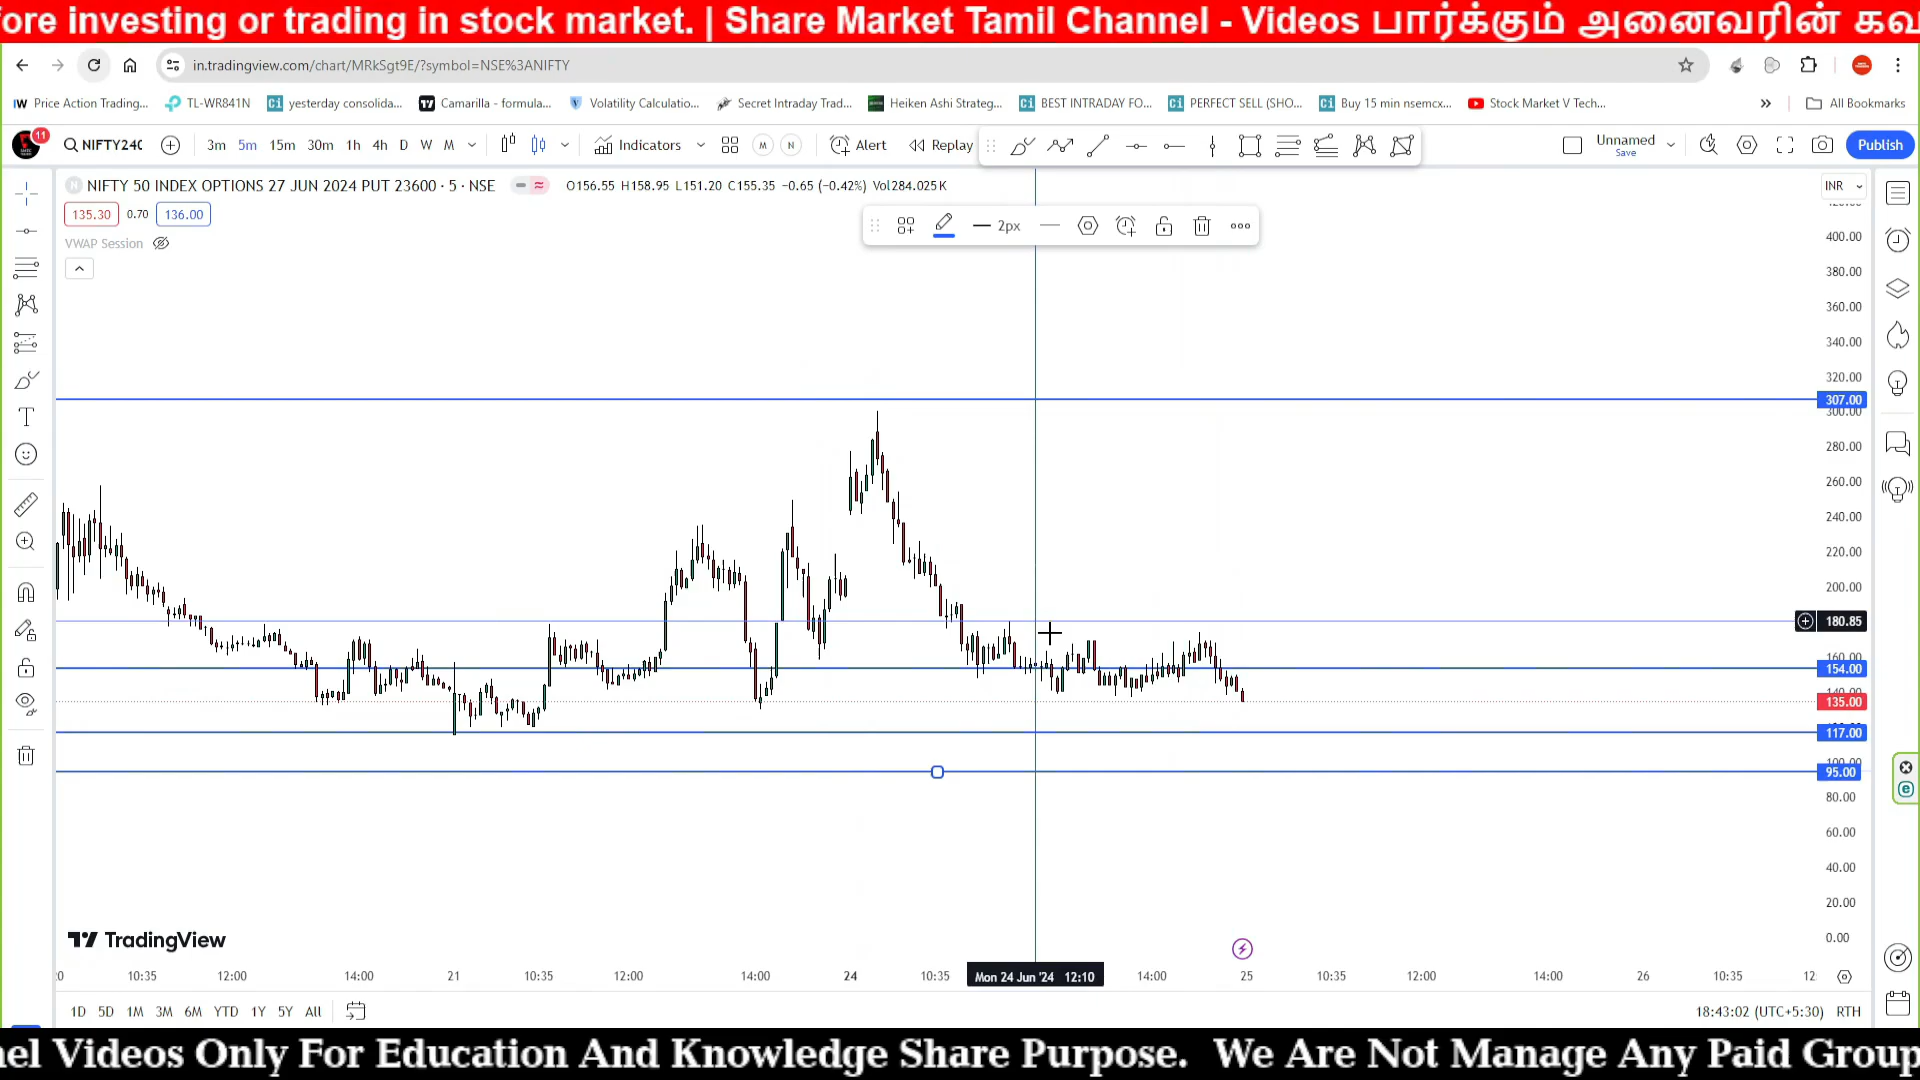 ore investing or trading in stock market. | Share Market Tamil Channel - Videos பார்க்கும் அனைவரின் கவ
in.tradingview.com/chart/MRkSgt9E/?symbol=NSE%3ANIFTY
Price Action Trading... TL-WR841N yesterday consolida... Camarilla - formula... Volatility Calculatio... Secret Intraday Trad... Heiken Ashi Strateg... BEST INTRADAY FO... PERFECT SELL (SHO... Buy 15 min nsemcx... Stock Market V Tech... » All Bookmarks
11 NIFTY240 3m 5m 15m 30m 1h 4h D W M Indicators M N Alert Replay Unnamed Save Publish
NIFTY 50 INDEX OPTIONS 27 JUN 2024 PUT 23600 · 5 · NSE O156.55 H158.95 L151.20 C155.35 −0.65 (−0.42%) Vol284.025K INR
135.30 0.70 136.00
2px
VWAP Session
400.00
380.00
360.00
340.00
320.00
307.00
300.00
280.00
260.00
240.00
220.00
200.00
180.85
160.00
154.00
140.00
135.00
117.00
100.00
95.00
80.00
60.00
40.00
20.00
0.00
TradingView
10:35 12:00 14:00 21 10:35 12:00 14:00 24 10:35 Mon 24 Jun '24 12:10 14:00 25 10:35 12:00 14:00 26 10:35 12:
1D 5D 1M 3M 6M YTD 1Y 5Y All 18:43:02 (UTC+5:30) RTH
nel Videos Only For Education And Knowledge Share Purpose. We Are Not Manage Any Paid Group